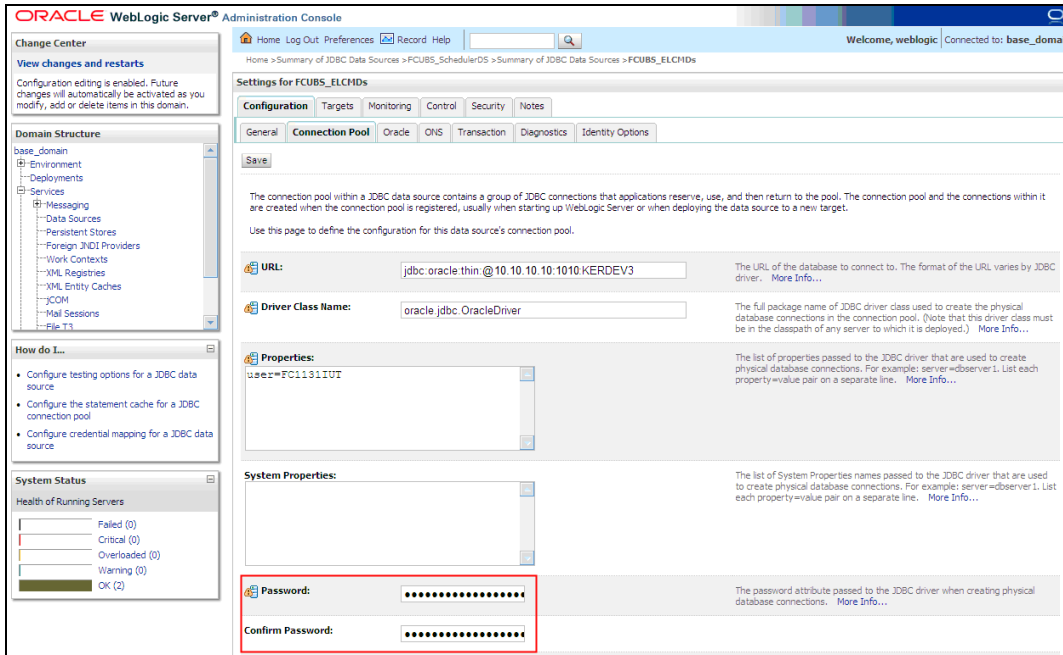 ORACLE WebLogic Server® Administration Console
Change Center
View changes and restarts
Configuration editing is enabled. Future
changes will automatically be activated as you
modify, add or delete items in this domain.
Domain Structure
base_domain
Environment
Deployments
Services
Messaging
Data Sources
Persistent Stores
Foreign JNDI Providers
Work Contexts
XML Registries
XML Entity Caches
jCOM
Mail Sessions
File T3
How do I...
Configure testing options for a JDBC data
source
Configure the statement cache for a JDBC
connection pool
Configure credential mapping for a JDBC data
source
System Status
Health of Running Servers
Failed (0)
Critical (0)
Overloaded (0)
Warning (0)
OK (2)
Home Log Out Preferences Record Help
Welcome, weblogic Connected to: base_domai
Home >Summary of JDBC Data Sources >FCUBS_SchedulerDS >Summary of JDBC Data Sources >FCUBS_ELCMDs
Settings for FCUBS_ELCMDs
Configuration Targets Monitoring Control Security Notes
General Connection Pool Oracle ONS Transaction Diagnostics Identity Options
Save
The connection pool within a JDBC data source contains a group of JDBC connections that applications reserve, use, and then return to the pool. The connection pool and the connections within it
are created when the connection pool is registered, usually when starting up WebLogic Server or when deploying the data source to a new target.
Use this page to define the configuration for this data source's connection pool.
URL:
jdbc:oracle:thin:@10.10.10.10:1010:KERDEV3
The URL of the database to connect to. The format of the URL varies by JDBC
driver. More Info...
Driver Class Name:
oracle.jdbc.OracleDriver
The full package name of JDBC driver class used to create the physical
database connections in the connection pool. (Note that this driver class must
be in the classpath of any server to which it is deployed.) More Info...
Properties:
user=FC1131IUT
The list of properties passed to the JDBC driver that are used to create
physical database connections. For example: server=dbserver1. List each
property=value pair on a separate line. More Info...
System Properties:
The list of System Properties names passed to the JDBC driver that are used
to create physical database connections. For example: server=dbserver1. List
each property=value pair on a separate line. More Info...
Password:
The password attribute passed to the JDBC driver when creating physical
database connections. More Info...
Confirm Password: